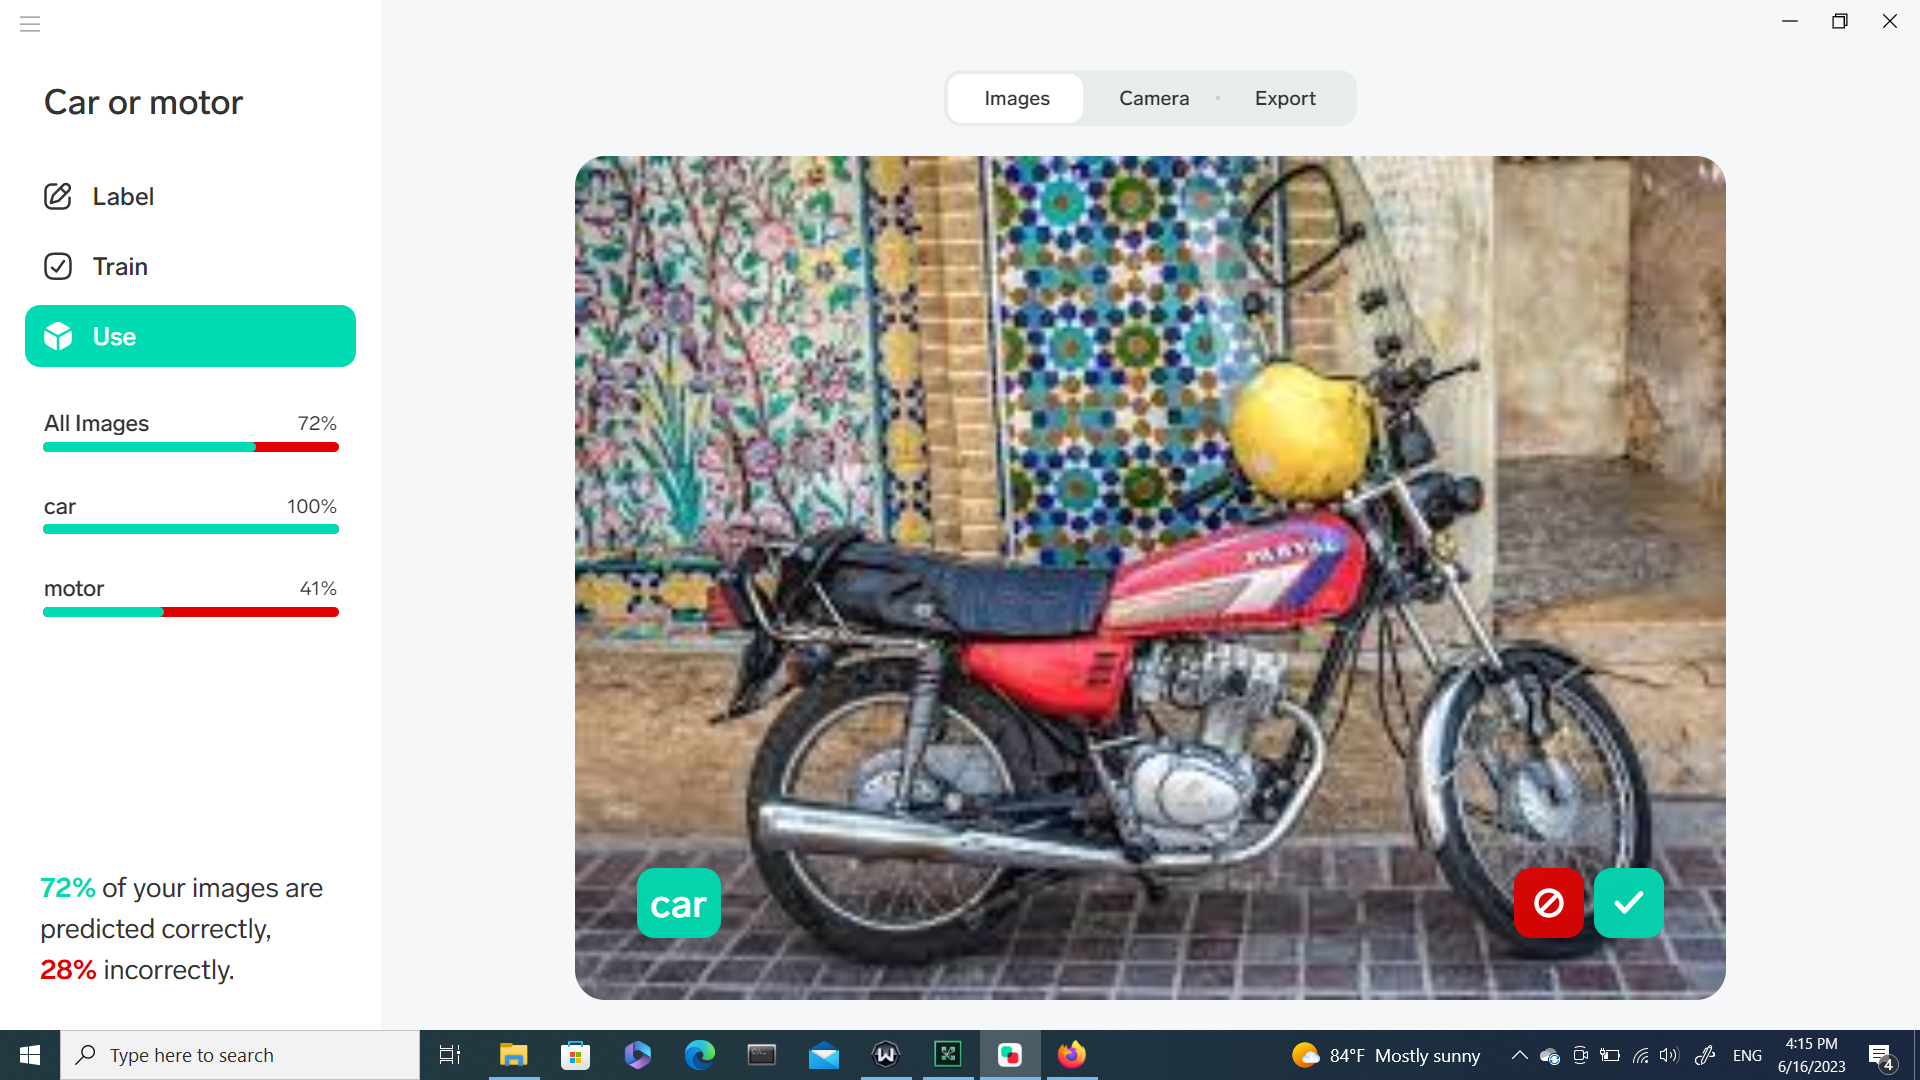 Car or motor
Label
Train
Use
All Images 72%
car 100%
motor 41%
72% of your images are
predicted correctly,
28% incorrectly.
Images Camera Export
car
Type here to search
84°F Mostly sunny
ENG
4:15 PM
6/16/2023
4